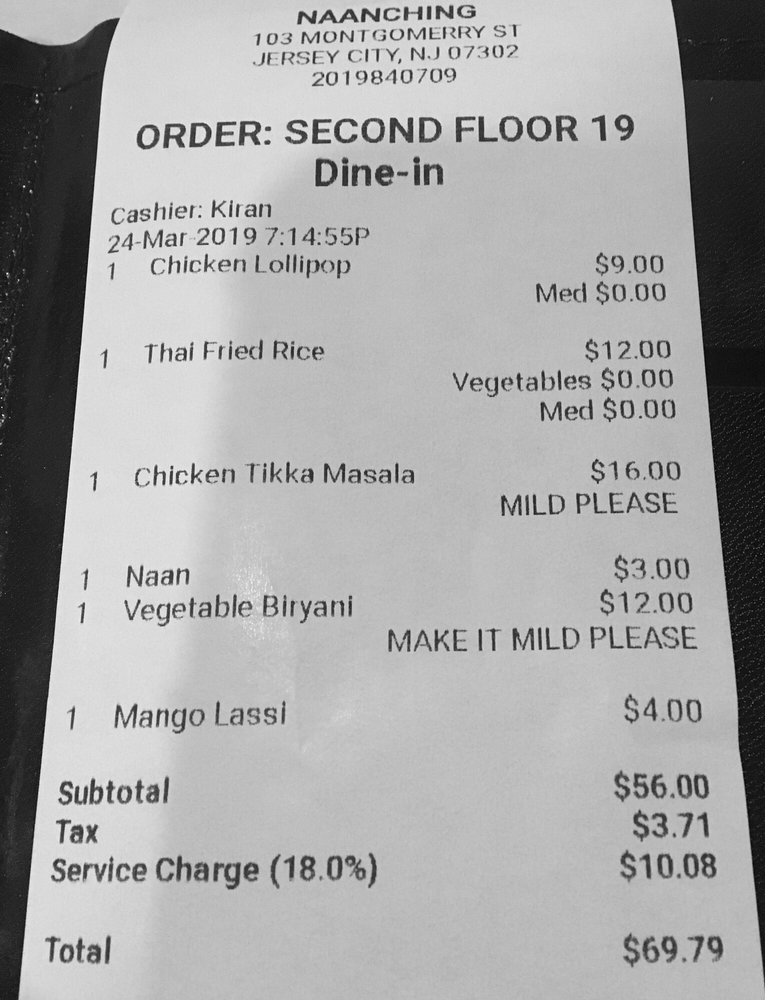 NAANCHING
103 MONTGOMERRY ST
JERSEY CITY, NJ 07302
2019840709
ORDER: SECOND FLOOR 19
Dine-in
Cashier: Kiran
24-Mar-2019 7:14:55P
1 Chicken Lollipop $9.00
Med $0.00
1 Thai Fried Rice $12.00
Vegetables $0.00
Med $0.00
1 Chicken Tikka Masala $16.00
MILD PLEASE
1 Naan $3.00
1 Vegetable Biryani $12.00
MAKE IT MILD PLEASE
1 Mango Lassi $4.00
Subtotal $56.00
Tax $3.71
Service Charge (18.0%) $10.08
Total $69.79